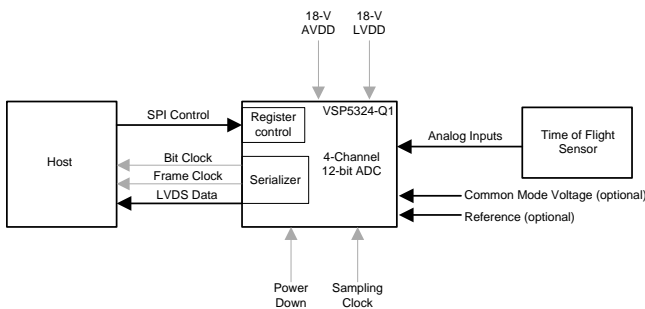 18-V
AVDD
18-V
LVDD
VSP5324-Q1
Host
SPI Control
Register
control
Bit Clock
Frame Clock
LVDS Data
Serializer
4-Channel
12-bit ADC
Analog Inputs
Time of Flight
Sensor
Common Mode Voltage (optional)
Reference (optional)
Power
Down
Sampling
Clock